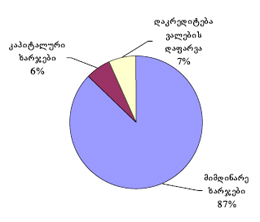 დაკრედიტება
ვალების
დაფარვა
7%
კაპიტალური
ხარჯები
6%
მიმდინარე
ხარჯები
87%